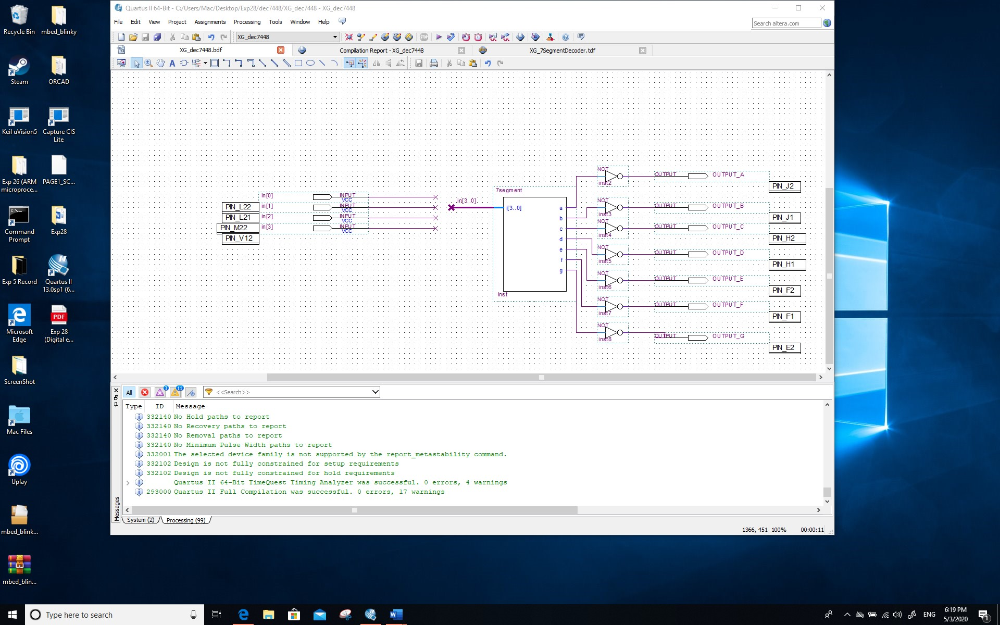 Recycle Bin
mbed_blinky
Steam
ORCAD
Keil uVision5
Capture CIS Lite
Exp 26 (ARM microproce...
PAGE1_SC...
Command Prompt
Exp28
Exp 5 Record
Quartus II 13.0sp1 (6...
Microsoft Edge
PDF
Exp 28 (Digital e...
ScreenShot
Mac Files
Uplay
mbed_blink...
mbed_blin...
Quartus II 64-Bit - C:/Users/Mac/Desktop/Exp28/dec7448/XG_dec7448 - XG_dec7448
File Edit View Project Assignments Processing Tools Window Help
Search altera.com
XG_dec7448
STOP
XG_dec7448.bdf
Compilation Report - XG_dec7448
XG_7SegmentDecoder.tdf
A
in[0] INPUT VCC
PIN_L22 in[1] INPUT VCC
PIN_L21 in[2] INPUT VCC
PIN_M22 in[3] INPUT VCC
PIN_V12
in[3..0]
7segment
i[3..0]
a
b
c
d
e
f
g
inst
NOT inst2 OUTPUT OUTPUT_A PIN_J2
NOT inst3 OUTPUT OUTPUT_B PIN_J1
NOT inst4 OUTPUT OUTPUT_C PIN_H2
NOT inst5 OUTPUT OUTPUT_D PIN_H1
NOT inst6 OUTPUT OUTPUT_E PIN_F2
NOT inst7 OUTPUT OUTPUT_F PIN_F1
NOT inst8 OUTPUT OUTPUT_G PIN_E2
All 3 11 <<Search>>
Type ID Message
332140 No Hold paths to report
332140 No Recovery paths to report
332140 No Removal paths to report
332140 No Minimum Pulse Width paths to report
332001 The selected device family is not supported by the report_metastability command.
332102 Design is not fully constrained for setup requirements
332102 Design is not fully constrained for hold requirements
Quartus II 64-Bit TimeQuest Timing Analyzer was successful. 0 errors, 4 warnings
293000 Quartus II Full Compilation was successful. 0 errors, 17 warnings
Messages
System (2) Processing (99)
1366, 451 100% 00:00:11
Type here to search
ENG
6:19 PM
5/3/2020
1